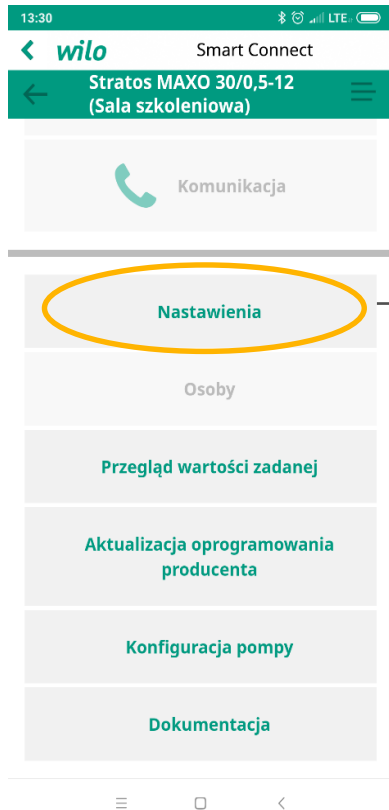 13:30 LTE
wilo Smart Connect
Stratos MAXO 30/0,5-12
(Sala szkoleniowa)
Komunikacja
Nastawienia
Osoby
Przegląd wartości zadanej
Aktualizacja oprogramowania
producenta
Konfiguracja pompy
Dokumentacja